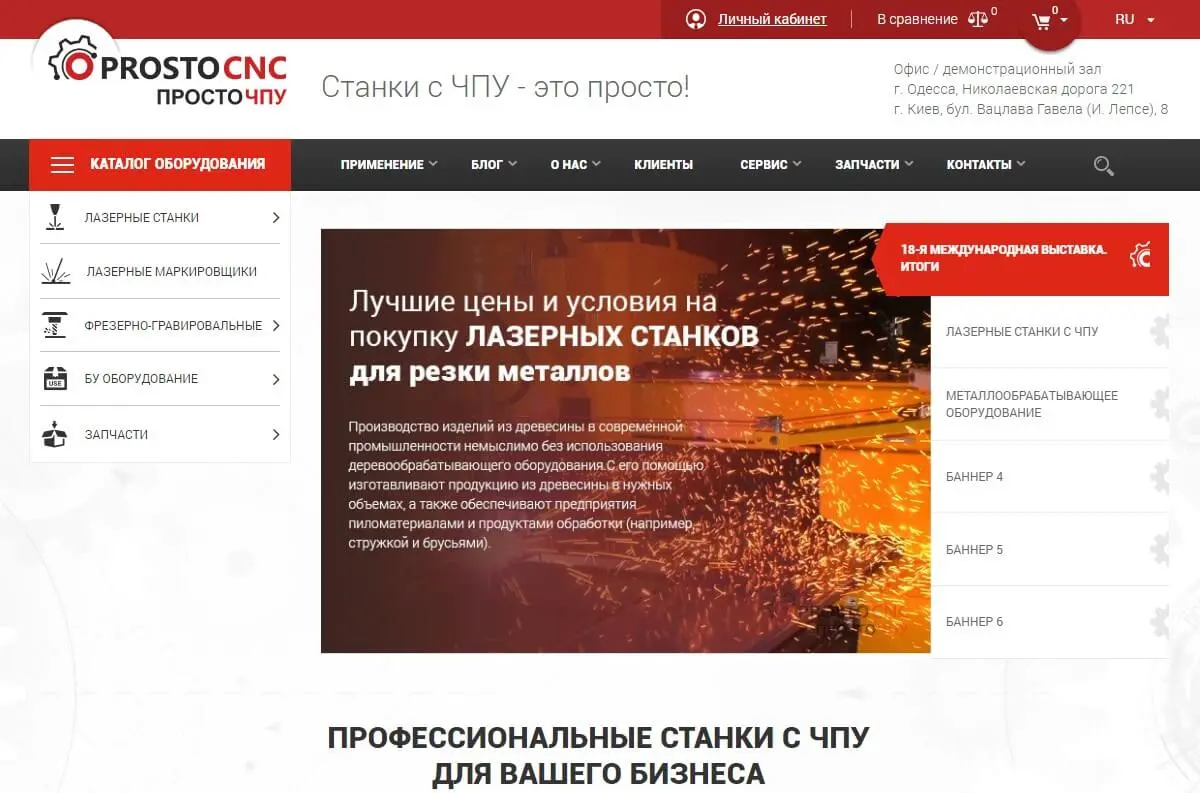 Личный кабинет
В сравнение 0
0
RU
PROSTO CNC
ПРОСТО ЧПУ
Станки с ЧПУ - это просто!
Офис / демонстрационный зал
г. Одесса, Николаевская дорога 221
г. Киев, бул. Вацлава Гавела (И. Лепсе), 8
КАТАЛОГ ОБОРУДОВАНИЯ
ПРИМЕНЕНИЕ
БЛОГ
О НАС
КЛИЕНТЫ
СЕРВИС
ЗАПЧАСТИ
КОНТАКТЫ
ЛАЗЕРНЫЕ СТАНКИ
ЛАЗЕРНЫЕ МАРКИРОВЩИКИ
ФРЕЗЕРНО-ГРАВИРОВАЛЬНЫЕ
USE
БУ ОБОРУДОВАНИЕ
ЗАПЧАСТИ
Лучшие цены и условия на
покупку ЛАЗЕРНЫХ СТАНКОВ
для резки металлов
Производство изделий из древесины в современной
промышленности немыслимо без использования
деревообрабатывающего оборудования.С его помощью
изготавливают продукцию из древесины в нужных
объемах, а также обеспечивают предприятия
пиломатериалами и продуктами обработки (например,
стружкой и брусьями).
PROSTO CNC
ПРОСТО ЧПУ
18-Я МЕЖДУНАРОДНАЯ ВЫСТАВКА.
ИТОГИ
ЛАЗЕРНЫЕ СТАНКИ С ЧПУ
МЕТАЛЛООБРАБАТЫВАЮЩЕЕ
ОБОРУДОВАНИЕ
БАННЕР 4
БАННЕР 5
БАННЕР 6
ПРОФЕССИОНАЛЬНЫЕ СТАНКИ С ЧПУ
ДЛЯ ВАШЕГО БИЗНЕСА